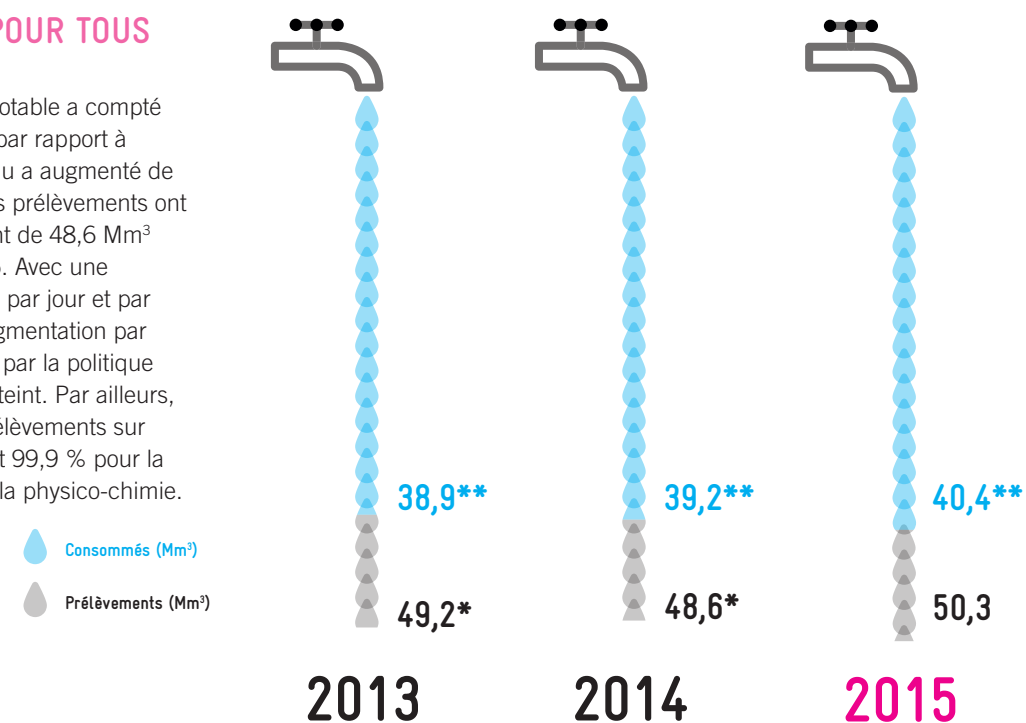 POUR TOUS
otable a compté
par rapport à
u a augmenté de
s prélèvements ont
nt de 48,6 Mm³
. Avec une
par jour et par
gmentation par
par la politique
teint. Par ailleurs,
élèvements sur
t 99,9 % pour la
la physico-chimie.
Consommés (Mm³)
Prélèvements (Mm³)
38,9**
49,2*
2013
39,2**
48,6*
2014
40,4**
50,3
2015